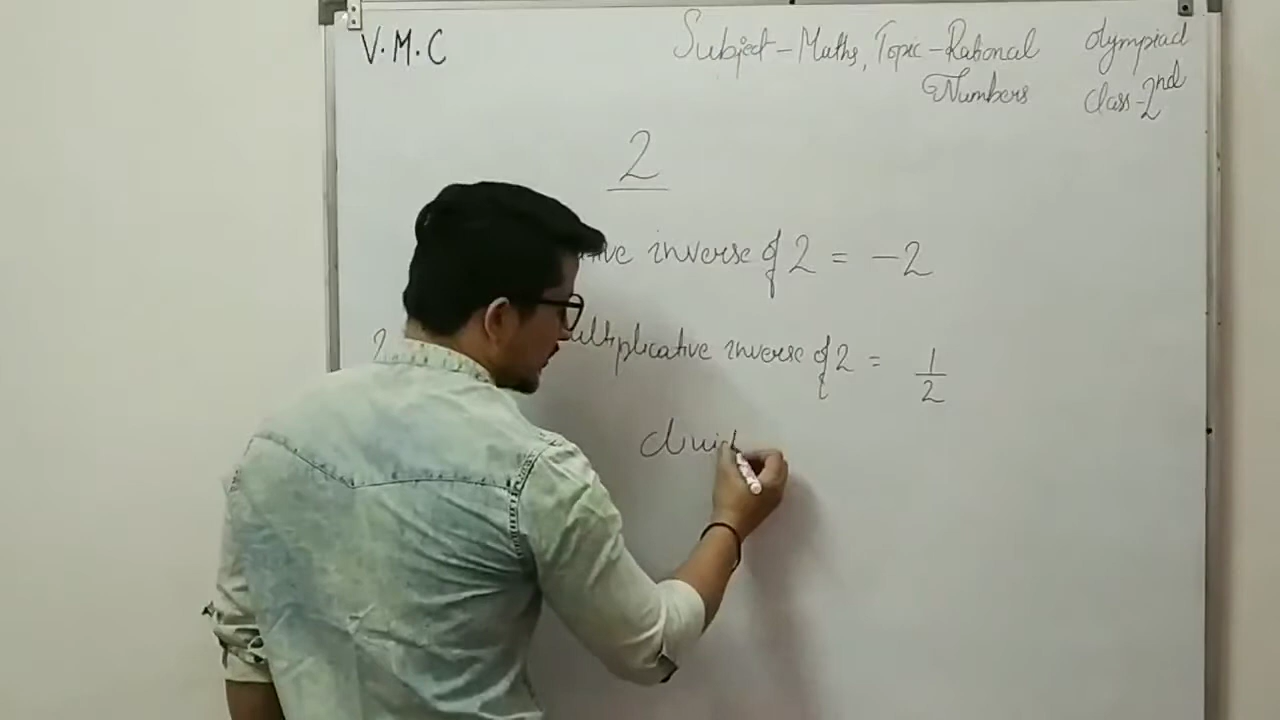 V.M.C
Subject-Maths, Topic-Rational
Numbers
Olympiad
Class-2nd
2
inverse of 2 = -2
2
multiplicative inverse of 2 = 1/2